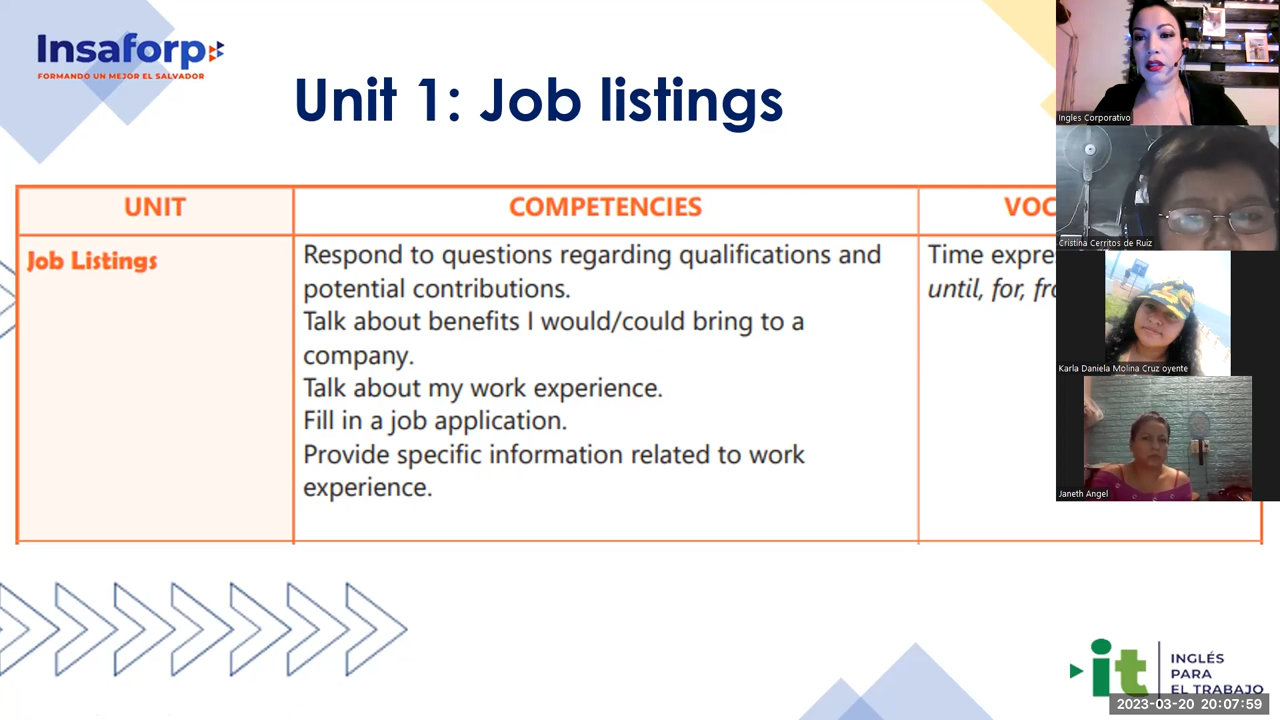 Insaforp
FORMANDO UN MEJOR EL SALVADOR
Unit 1: Job listings
UNIT
COMPETENCIES
Job Listings
Respond to questions regarding qualifications and
potential contributions.
Talk about benefits I would/could bring to a
company.
Talk about my work experience.
Fill in a job application.
Provide specific information related to work
experience.
Time
until, for,
Ingles Corporativo
Cristina Cerritos de Ruiz
Karla Daniela Molina Cruz oyente
Janeth Angel
it
INGLÉS
PARA
EL TRABAJO
2023-03-20 20:07:59